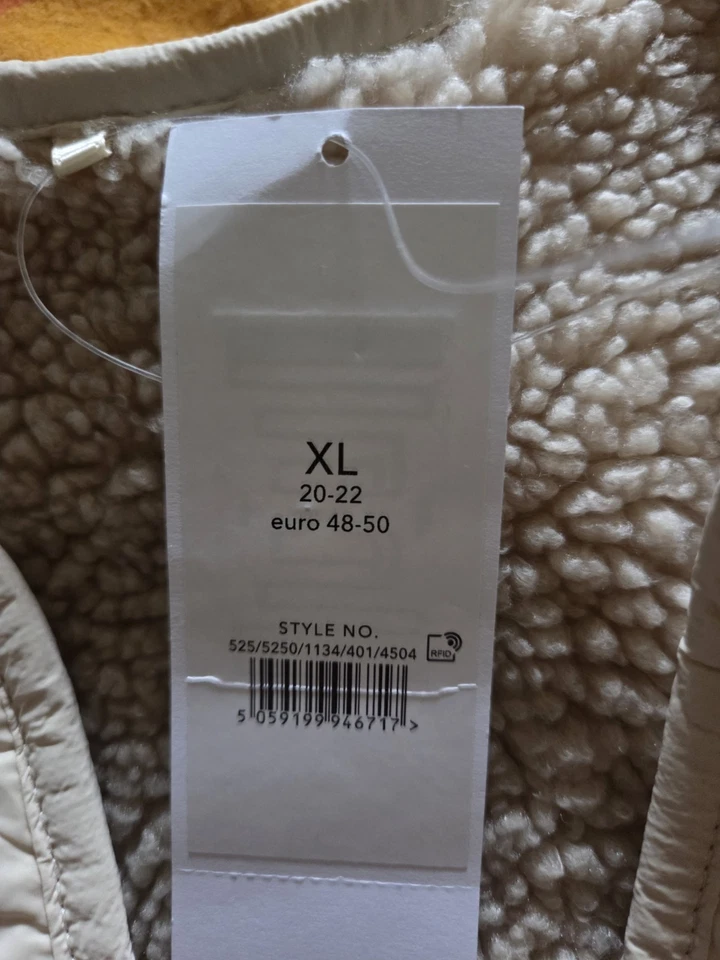 XL
20-22
euro 48-50
STYLE NO.
525/5250/1134/401/4504
RFID
5 059199 946717 >